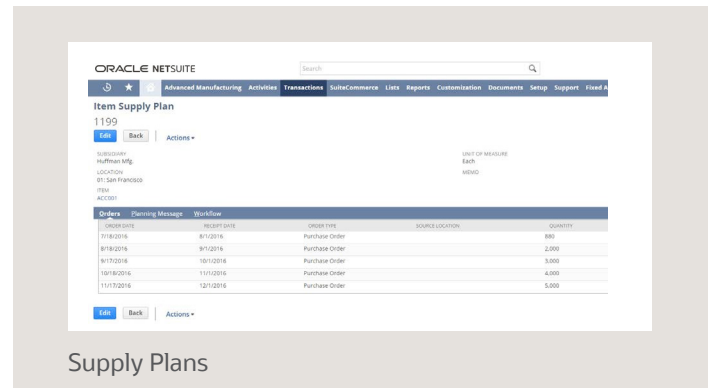 ORACLE NETSUITE Search
Advanced Manufacturing Activities Transactions SuiteCommerce Lists Reports Customization Documents Setup Support Fixed A
Item Supply Plan
1199
Edit Back Actions
SUBSIDIARY UNIT OF MEASURE
Huffman Mfg. Each
LOCATION MEMO
01: San Francisco
ITEM
ACC001
Orders Planning Message Workflow
ORDER DATE RECEIPT DATE ORDER TYPE SOURCE LOCATION QUANTITY
7/18/2016 8/1/2016 Purchase Order 880
8/18/2016 9/1/2016 Purchase Order 2,000
9/17/2016 10/1/2016 Purchase Order 3,000
10/18/2016 11/1/2016 Purchase Order 4,000
11/17/2016 12/1/2016 Purchase Order 5,000
Edit Back Actions
Supply Plans